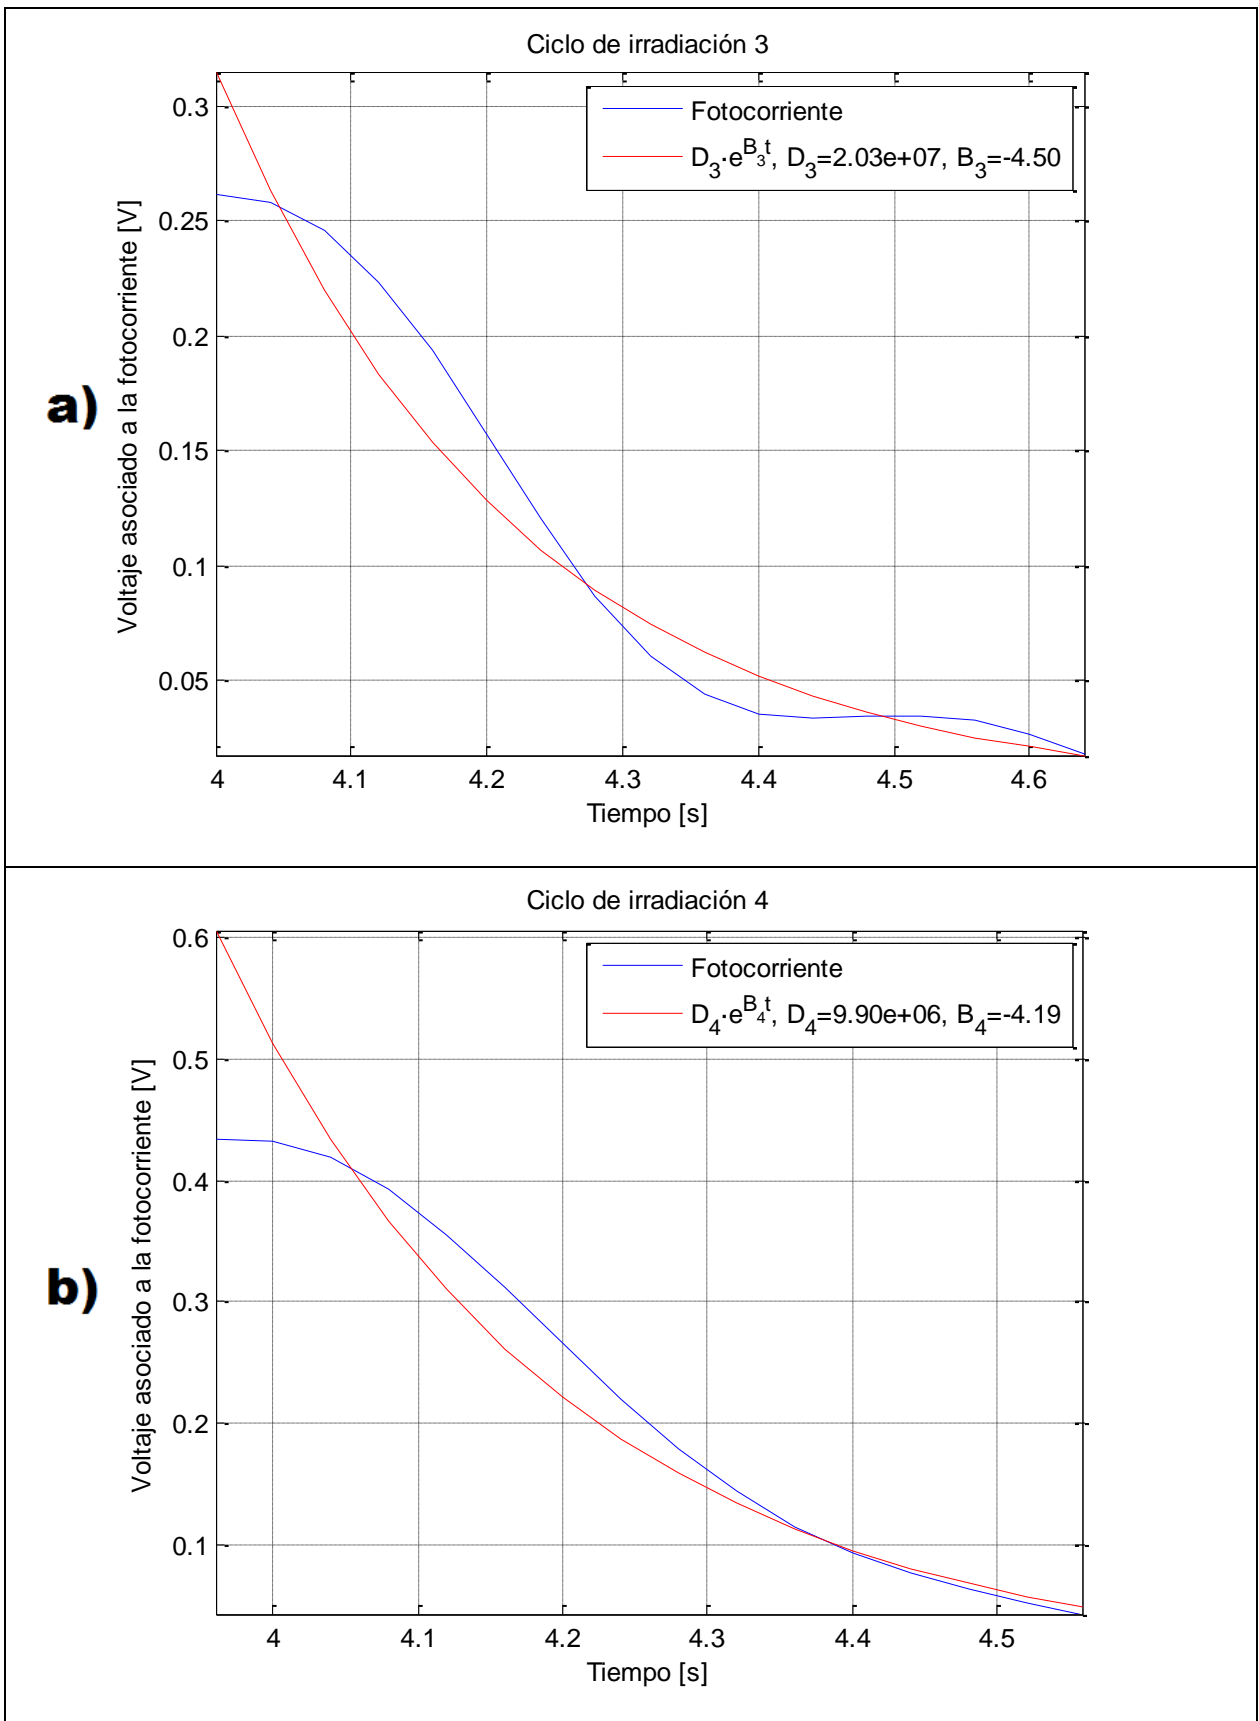 Ciclo de irradiación 3
Fotocorriente
D3·e^B3t, D3=2.03e+07, B3=-4.50
0.3
0.25
0.2
0.15
0.1
0.05
a)
Voltaje asociado a la fotocorriente [V]
4 4.1 4.2 4.3 4.4 4.5 4.6
Tiempo [s]
Ciclo de irradiación 4
Fotocorriente
D4·e^B4t, D4=9.90e+06, B4=-4.19
0.6
0.5
0.4
0.3
0.2
0.1
b)
Voltaje asociado a la fotocorriente [V]
4 4.1 4.2 4.3 4.4 4.5
Tiempo [s]